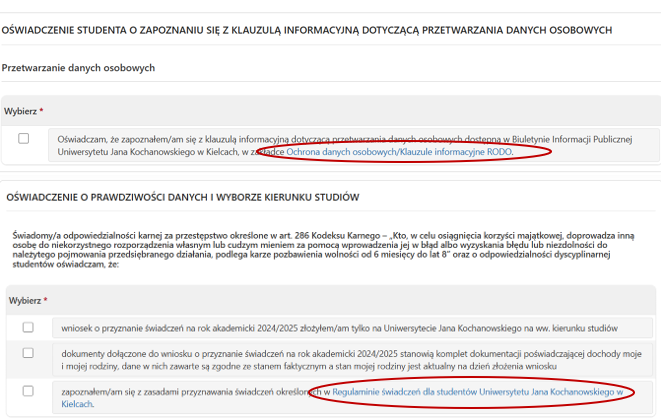 OŚWIADCZENIE STUDENTA O ZAPOZNANIU SIĘ Z KLAUZULĄ INFORMACYJNĄ DOTYCZĄCĄ PRZETWARZANIA DANYCH OSOBOWYCH
Przetwarzanie danych osobowych
Wybierz *
Oświadczam, że zapoznałem/am się z klauzulą informacyjną dotyczącą przetwarzania danych osobowych dostępną w Biuletynie Informacji Publicznej
Uniwersytetu Jana Kochanowskiego w Kielcach, w zakładce Ochrona danych osobowych/Klauzule informacyjne RODO.
OŚWIADCZENIE O PRAWDZIWOŚCI DANYCH I WYBORZE KIERUNKU STUDIÓW
Świadomy/a odpowiedzialności karnej za przestępstwo określone w art. 286 Kodeksu Karnego – „Kto, w celu osiągnięcia korzyści majątkowej, doprowadza inną
osobę do niekorzystnego rozporządzenia własnym lub cudzym mieniem za pomocą wprowadzenia jej w błąd albo wyzyskania błędu lub niezdolności do
należytego pojmowania przedsiębranego działania, podlega karze pozbawienia wolności od 6 miesięcy do lat 8” oraz o odpowiedzialności dyscyplinarnej
studentów oświadczam, że:
Wybierz *
wniosek o przyznanie świadczeń na rok akademicki 2024/2025 złożyłem/am tylko na Uniwersytecie Jana Kochanowskiego na ww. kierunku studiów
dokumenty dołączone do wniosku o przyznanie świadczeń na rok akademicki 2024/2025 stanowią komplet dokumentacji poświadczającej dochody moje
i mojej rodziny, dane w nich zawarte są zgodne ze stanem faktycznym a stan mojej rodziny jest aktualny na dzień złożenia wniosku
zapoznałem/am się z zasadami przyznawania świadczeń określonych w Regulaminie świadczeń dla studentów Uniwersytetu Jana Kochanowskiego w
Kielcach.